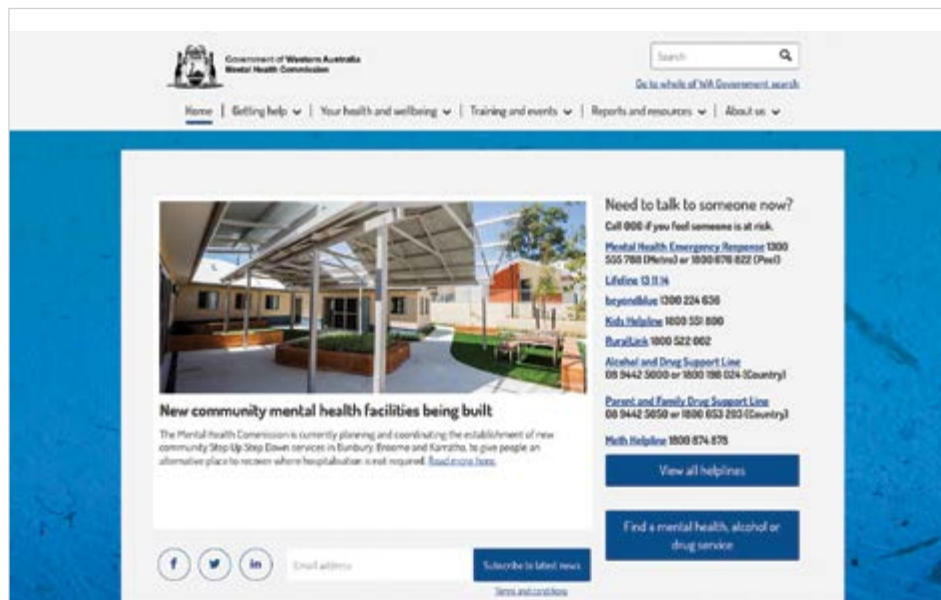 Government of Western Australia
Mental Health Commission
Search
Go to whole of WA Government search
Home | Getting help | Your health and wellbeing | Training and events | Reports and resources | About us
Need to talk to someone now?
Call 000 if you feel someone is at risk.
Mental Health Emergency Response 1300
555 788 (Metro) or 1800 676 822 (Peel)
Lifeline 13 11 14
beyondblue 1300 224 636
Kids Helpline 1800 551 800
RuralLink 1800 522 002
Alcohol and Drug Support Line
08 9442 5000 or 1800 198 024 (Country)
Parent and Family Drug Support Line
08 9442 5050 or 1800 653 203 (Country)
Meth Helpline 1800 874 878
View all helplines
Find a mental health, alcohol or
drug service
New community mental health facilities being built
The Mental Health Commission is currently planning and coordinating the establishment of new
community Step Up Step Down services in Bunbury, Broome and Karratha, to give people an
alternative place to recover where hospitalisation is not required. Read more here.
f
in
Email address
Subscribe to latest news
Terms and conditions